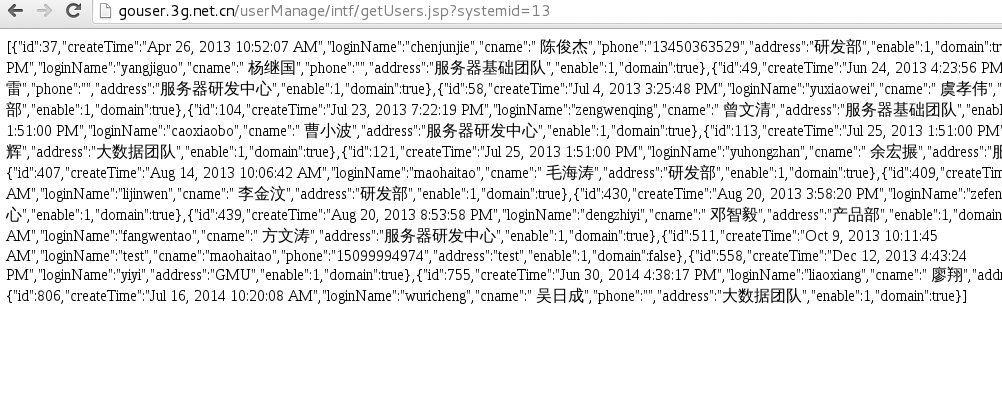 gouser.3g.net.cn/userManage/intf/getUsers.jsp?systemid=13
[{"id":37,"createTime":"Apr 26, 2013 10:52:07 AM","loginName":"chenjunjie","cname":" 陈俊杰","phone":"13450363529","address":"研发部","enable":1,"domain":tr
PM","loginName":"yangjiguo","cname":" 杨继国","phone":"","address":"服务器基础团队","enable":1,"domain":true},{"id":49,"createTime":"Jun 24, 2013 4:23:56 PM
雷","phone":"","address":"服务器研发中心","enable":1,"domain":true},{"id":58,"createTime":"Jul 4, 2013 3:25:48 PM","loginName":"yuxiaowei","cname":" 虞孝伟",
部","enable":1,"domain":true},{"id":104,"createTime":"Jul 23, 2013 7:22:19 PM","loginName":"zengwenqing","cname":" 曾文清","address":"服务器基础团队","enab
1:51:00 PM","loginName":"caoxiaobo","cname":" 曹小波","address":"服务器研发中心","enable":1,"domain":true},{"id":113,"createTime":"Jul 25, 2013 1:51:00 PM"
辉","address":"大数据团队","enable":1,"domain":true},{"id":121,"createTime":"Jul 25, 2013 1:51:00 PM","loginName":"yuhongzhan","cname":" 余宏搌","address":"服
{"id":407,"createTime":"Aug 14, 2013 10:06:42 AM","loginName":"maohaitao","cname":" 毛海涛","address":"研发部","enable":1,"domain":true},{"id":409,"createTim
AM","loginName":"lijinwen","cname":" 李金汶","address":"研发部","enable":1,"domain":true},{"id":430,"createTime":"Aug 20, 2013 3:58:20 PM","loginName":"zefen
心","enable":1,"domain":true},{"id":439,"createTime":"Aug 20, 2013 8:53:58 PM","loginName":"dengzhiyi","cname":" 邓智毅","address":"产品部","enable":1,"domain
AM","loginName":"fangwentao","cname":" 方文涛","address":"服务器研发中心","enable":1,"domain":true},{"id":511,"createTime":"Oct 9, 2013 10:11:45
AM","loginName":"test","cname":"maohaitao","phone":"15099994974","address":"test","enable":1,"domain":false},{"id":558,"createTime":"Dec 12, 2013 4:43:24
PM","loginName":"yiyi","address":"GMU","enable":1,"domain":true},{"id":755,"createTime":"Jun 30, 2014 4:38:17 PM","loginName":"liaoxiang","cname":" 廖翔","addres
{"id":806,"createTime":"Jul 16, 2014 10:20:08 AM","loginName":"wuricheng","cname":" 吴日成","phone":"","address":"大数据团队","enable":1,"domain":true}]